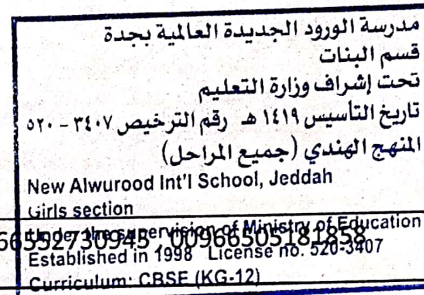 مدرسة الورود الجديدة العالمية بجدة
قسم البنات
تحت إشراف وزارة التعليم
تاريخ التأسيس ١٤١٩ هـ رقم الترخيص ٣٤٠٧ - ٥٢٠
المنهج الهندي (جميع المراحل)
New Alwurood Int'l School, Jeddah
Girls section
Under the supervision of Ministry of Education
66552730945 00966505181858
Established in 1998 License no. 520-3407
Curriculum: CBSE (KG-12)